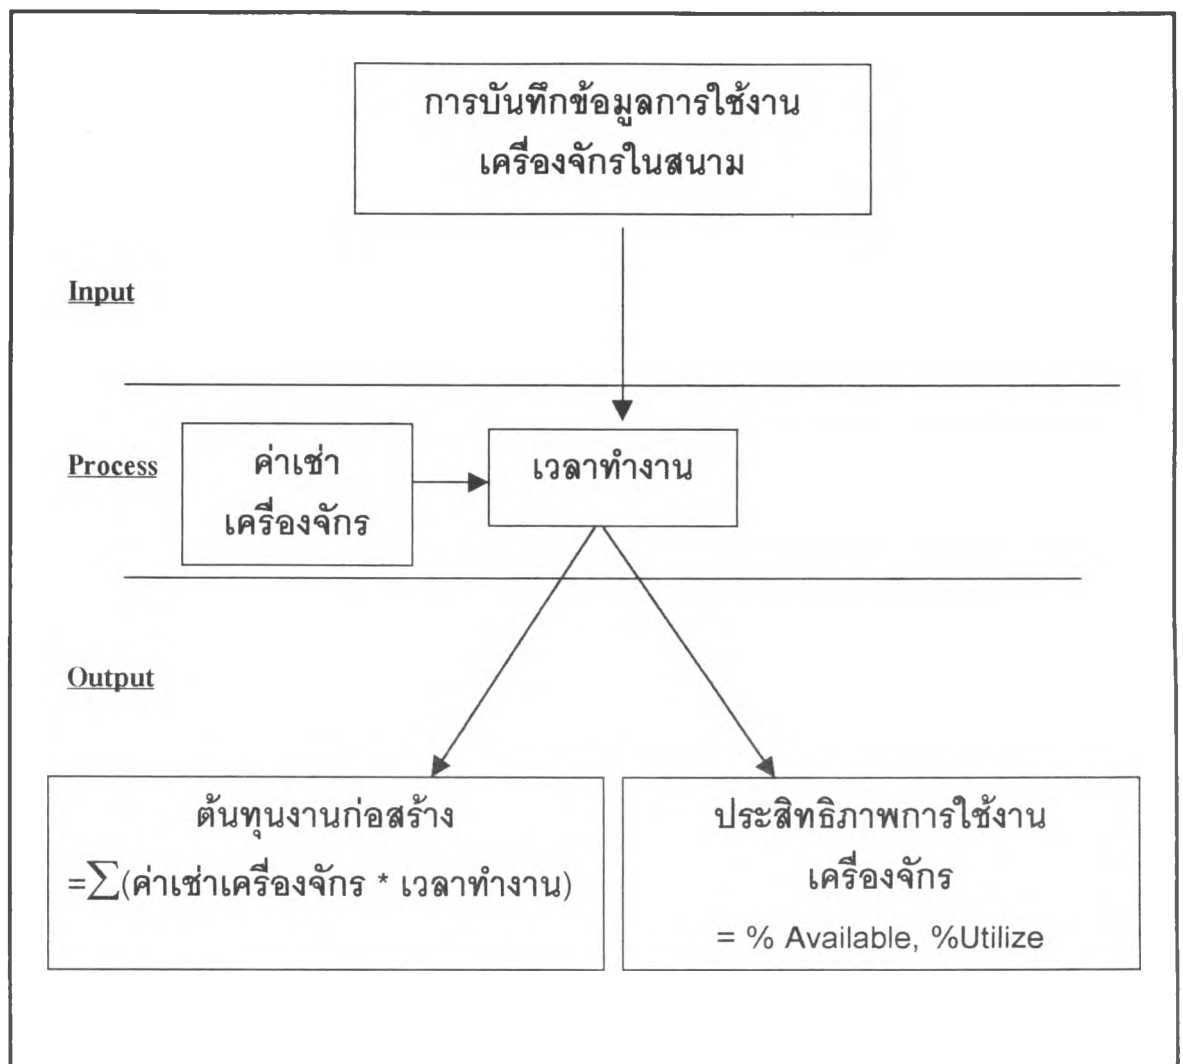 การบันทึกข้อมูลการใช้งาน
เครื่องจักรในสนาม
Input
Process
ค่าเช่า
เครื่องจักร
เวลาทำงาน
Output
ต้นทุนงานก่อสร้าง
=∑(ค่าเช่าเครื่องจักร * เวลาทำงาน)
ประสิทธิภาพการใช้งาน
เครื่องจักร
= % Available, %Utilize